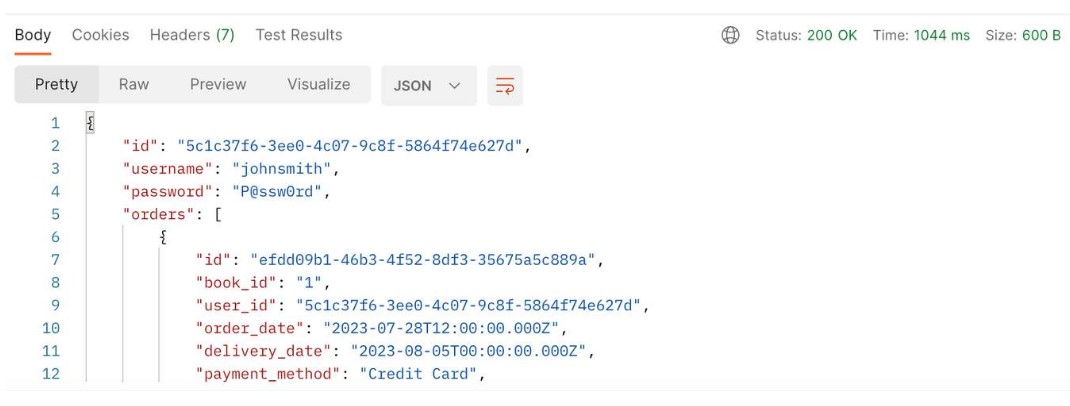 Body Cookies Headers (7) Test Results Status: 200 OK Time: 1044 ms Size: 600 B
Pretty Raw Preview Visualize JSON
1 {
2 "id": "5c1c37f6-3ee0-4c07-9c8f-5864f74e627d",
3 "username": "johnsmith",
4 "password": "P@ssw0rd",
5 "orders": [
6 {
7 "id": "efdd09b1-46b3-4f52-8df3-35675a5c889a",
8 "book_id": "1",
9 "user_id": "5c1c37f6-3ee0-4c07-9c8f-5864f74e627d",
10 "order_date": "2023-07-28T12:00:00.000Z",
11 "delivery_date": "2023-08-05T00:00:00.000Z",
12 "payment_method": "Credit Card",